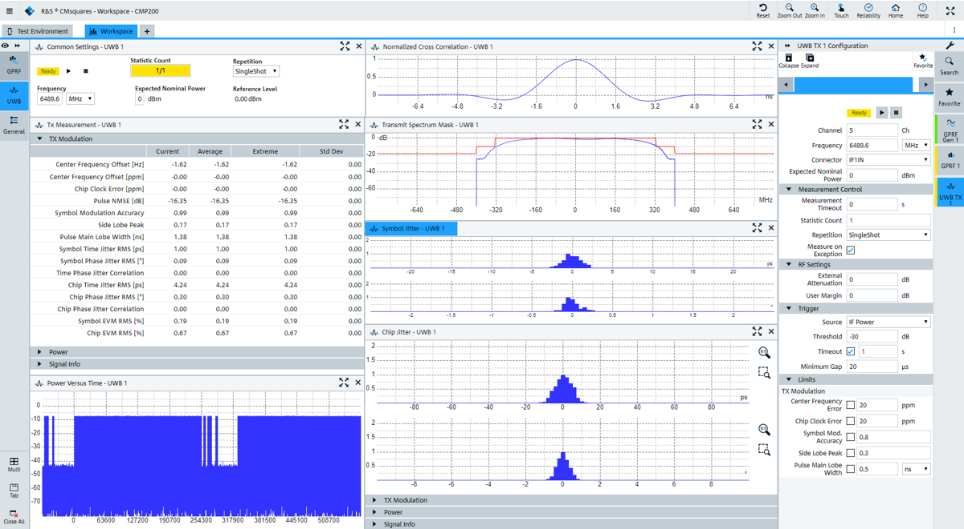 R&S ® CMsquares - Workspace - CMP200
Reset
Zoom Out
Zoom In
Touch
Reliability
Home
Help
Test Environment
Workspace
+
GPRF
UWB
General
Multi
Tab
Close All
Common Settings - UWB 1
Ready
Statistic Count
1/1
Repetition
SingleShot
Frequency
6489.6 MHz
Expected Nominal Power
0 dBm
Reference Level
0.00 dBm
Tx Measurement - UWB 1
TX Modulation
Current Average Extreme Std Dev
Center Frequency Offset [Hz] -1.62 -1.62 -1.62 0.00
Center Frequency Offset [ppm] -0.00 -0.00 -0.00 0.00
Chip Clock Error [ppm] -0.00 -0.00 -0.00 0.00
Pulse NMSE [dB] -16.35 -16.35 -16.35 0.00
Symbol Modulation Accuracy 0.99 0.99 0.99 0.00
Side Lobe Peak 0.17 0.17 0.17 0.00
Pulse Main Lobe Width [ns] 1.38 1.38 1.38 0.00
Symbol Time Jitter RMS [ps] 1.00 1.00 1.00 0.00
Symbol Phase Jitter RMS [°] 0.09 0.09 0.09 0.00
Time Phase Jitter Correlation -0.00 -0.00 -0.00 0.00
Chip Time Jitter RMS [ps] 4.24 4.24 4.24 0.00
Chip Phase Jitter RMS [°] 0.30 0.30 0.30 0.00
Chip Phase Jitter Correlation -0.00 -0.00 -0.00 0.00
Symbol EVM RMS [%] 0.19 0.19 0.19 0.00
Chip EVM RMS [%] 0.67 0.67 0.67 0.00
Power
Signal Info
Power Versus Time - UWB 1
0
-10
-20
-30
-40
-50
-60
-70
0 63600 127200 190700 254300 317900 381500 445100 508700
Normalized Cross Correlation - UWB 1
1
0.5
-6.4 -4.8 -3.2 -1.6 0 1.6 3.2 4.8 6.4
ns
Transmit Spectrum Mask - UWB 1
0 dB
-20
-40
-60
-640 -480 -320 -160 0 160 320 480 640
MHz
Symbol Jitter - UWB 1
2
1
-20 -15 -10 -5 0 5 10 15 20
ps
2
1
-2 -1.5 -1 -0.5 0 0.5 1 1.5 2
°
Chip Jitter - UWB 1
2
1.5
1
0.5
-80 -60 -40 -20 0 20 40 60 80
ps
2
1.5
1
0.5
-8 -6 -4 -2 0 2 4 6 8
°
TX Modulation
Power
Signal Info
UWB TX 1 Configuration
Collapse
Expand
Favorite
Ready
Channel 5 Ch
Frequency 6489.6 MHz
Connector IF1IN
Expected Nominal Power 0 dBm
Measurement Control
Measurement Timeout 0 s
Statistic Count 1
Repetition SingleShot
Measure on Exception
RF Settings
External Attenuation 0 dB
User Margin 0 dB
Trigger
Source IF Power
Threshold -30 dB
Timeout 1 s
Minimum Gap 20 µs
Limits
TX Modulation
Center Frequency Error 20 ppm
Chip Clock Error 20 ppm
Symbol Mod. Accuracy 0.8
Side Lobe Peak 0.3
Pulse Main Lobe Width 0.5 ns
Search
Favorite
GPRF Gen 1
GPRF 1
UWB TX 1